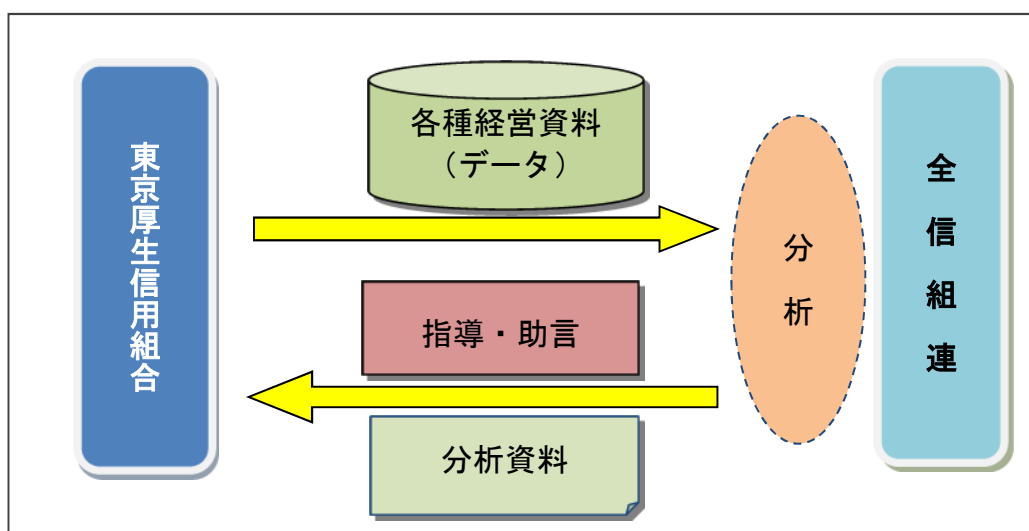 東京厚生信用組合
各種経営資料
（データ）
指導・助言
分析資料
分析
全信組連